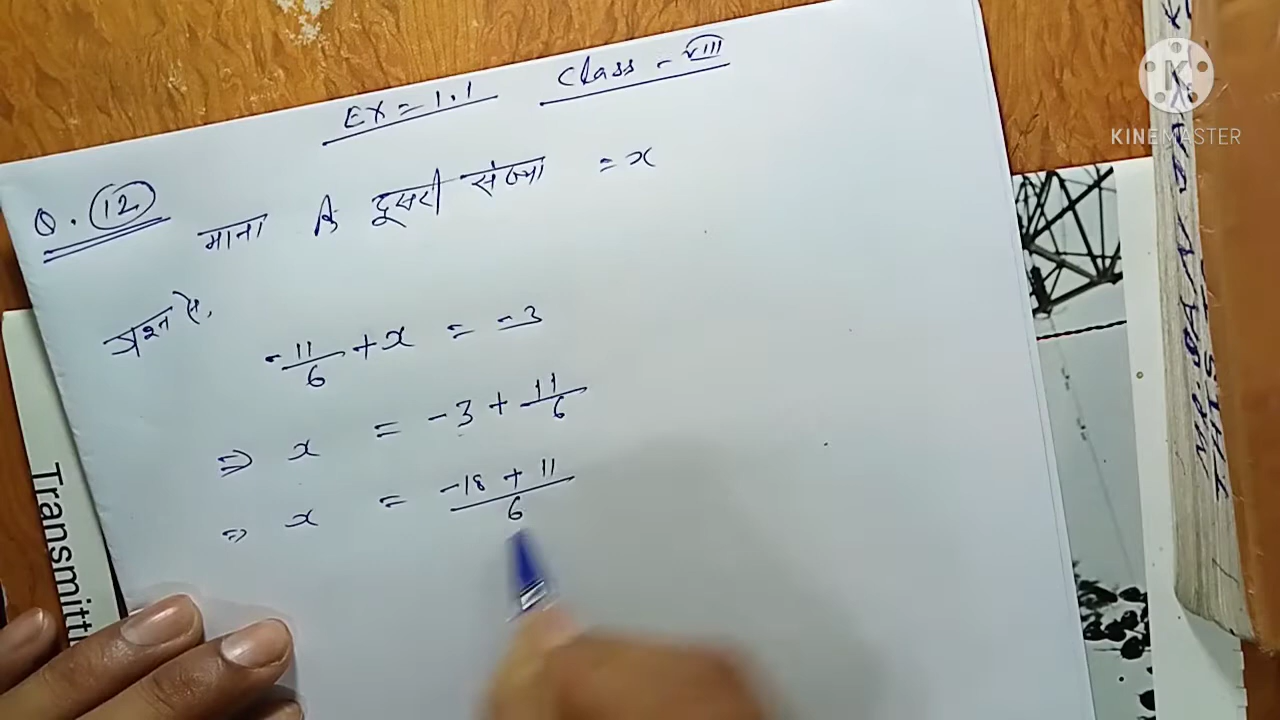 Ex = 1.1 Class - VIII
Q. 12 माना कि दूसरी संख्या = x
प्रश्न से,
-11/6 + x = -3
⇒ x = -3 + 11/6
⇒ x = -18 + 11/6
KINEMASTER
Transmitti